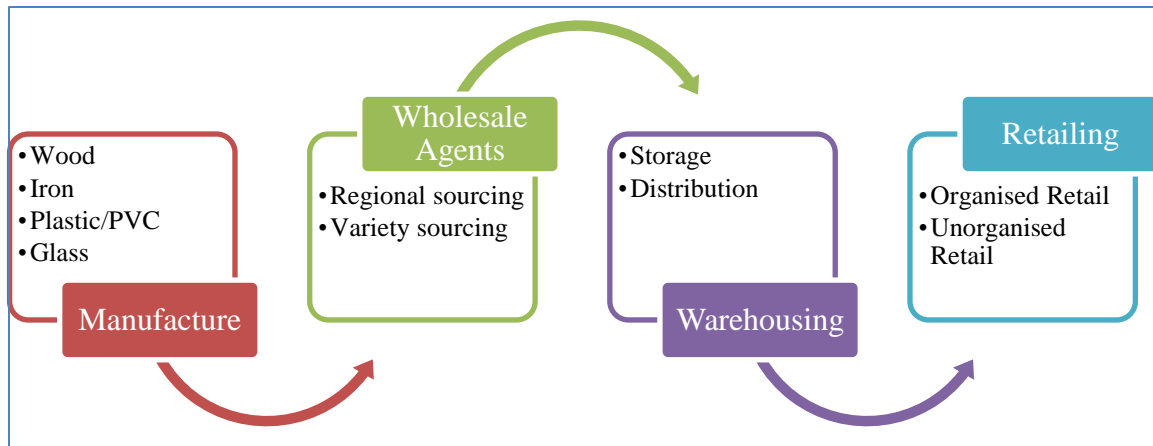 • Wood
• Iron
• Plastic/PVC
• Glass
Manufacture
Wholesale
Agents
• Regional sourcing
• Variety sourcing
• Storage
• Distribution
Warehousing
Retailing
• Organised Retail
• Unorganised
Retail